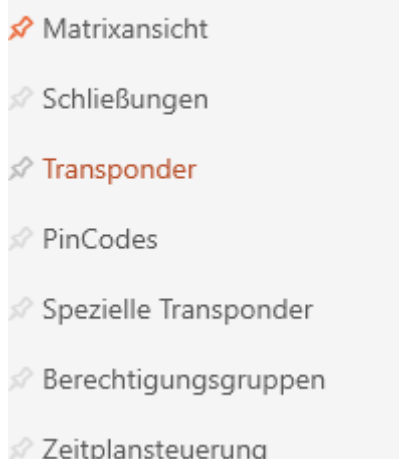 Matrixansicht
Schließungen
Transponder
PinCodes
Spezielle Transponder
Berechtigungsgruppen
Zeitplansteuerung